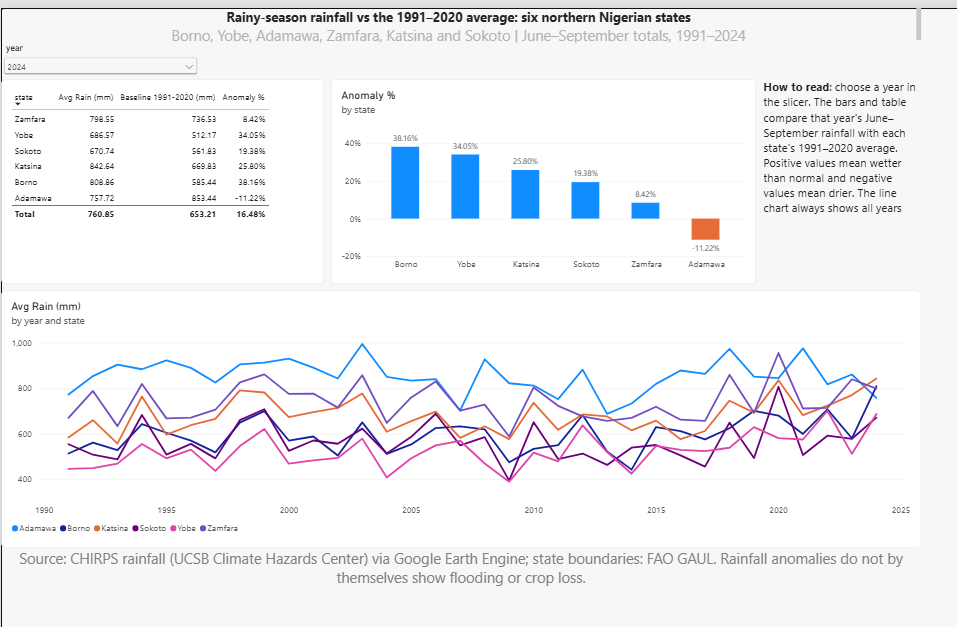 Rainy-season rainfall vs the 1991–2020 average: six northern Nigerian states
Borno, Yobe, Adamawa, Zamfara, Katsina and Sokoto | June–September totals, 1991–2024
year
2024
state Avg Rain (mm) Baseline 1991-2020 (mm) Anomaly %
Zamfara 798.55 736.53 8.42%
Yobe 686.57 512.17 34.05%
Sokoto 670.74 561.83 19.38%
Katsina 842.64 669.83 25.80%
Borno 808.86 585.44 38.16%
Adamawa 757.72 853.44 -11.22%
Total 760.85 653.21 16.48%
Anomaly %
by state
40%
20%
0%
-20%
38.16%
34.05%
25.80%
19.38%
8.42%
-11.22%
Borno Yobe Katsina Sokoto Zamfara Adamawa
How to read: choose a year in
the slicer. The bars and table
compare that year's June–
September rainfall with each
state's 1991–2020 average.
Positive values mean wetter
than normal and negative
values mean drier. The line
chart always shows all years
Avg Rain (mm)
by year and state
1,000
800
600
400
1990 1995 2000 2005 2010 2015 2020 2025
Adamawa Borno Katsina Sokoto Yobe Zamfara
Source: CHIRPS rainfall (UCSB Climate Hazards Center) via Google Earth Engine; state boundaries: FAO GAUL. Rainfall anomalies do not by
themselves show flooding or crop loss.